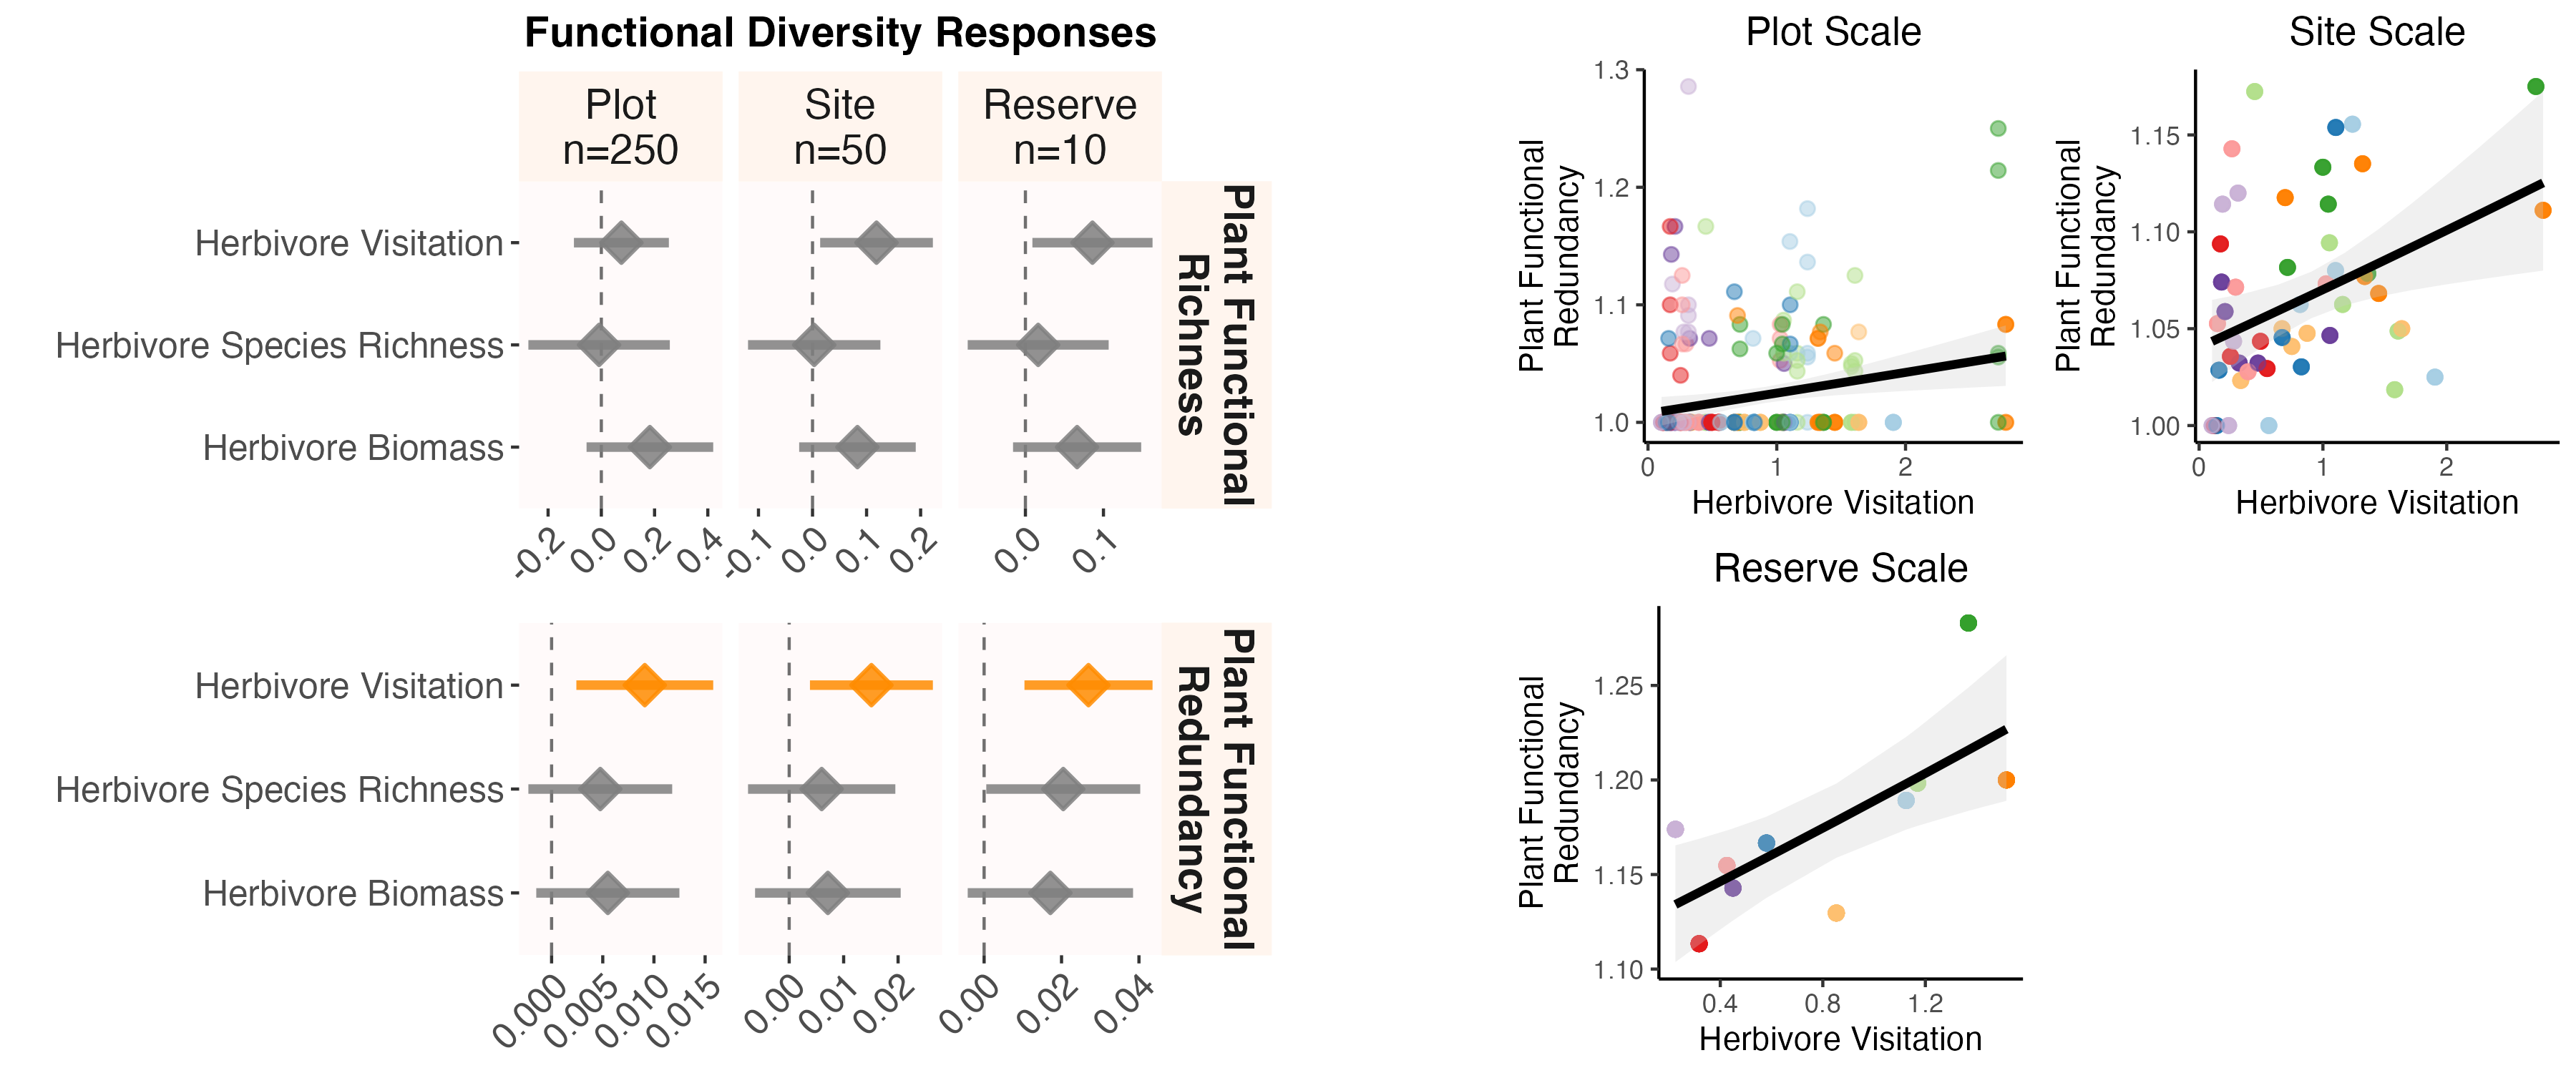 Functional Diversity Responses
Plot
n=250
Site
n=50
Reserve
n=10
Herbivore Visitation
Herbivore Species Richness
Herbivore Biomass
Plant Functional
Richness
-0.2
0.0
0.2
0.4
-0.1
0.0
0.1
0.2
0.0
0.1
Herbivore Visitation
Herbivore Species Richness
Herbivore Biomass
Plant Functional
Redundancy
0.000
0.005
0.010
0.015
0.00
0.01
0.02
0.00
0.02
0.04
Plot Scale
Plant Functional
Redundancy
1.3
1.2
1.1
1.0
0
1
2
Herbivore Visitation
Site Scale
Plant Functional
Redundancy
1.15
1.10
1.05
1.00
0
1
2
Herbivore Visitation
Reserve Scale
Plant Functional
Redundancy
1.25
1.20
1.15
1.10
0.4
0.8
1.2
Herbivore Visitation